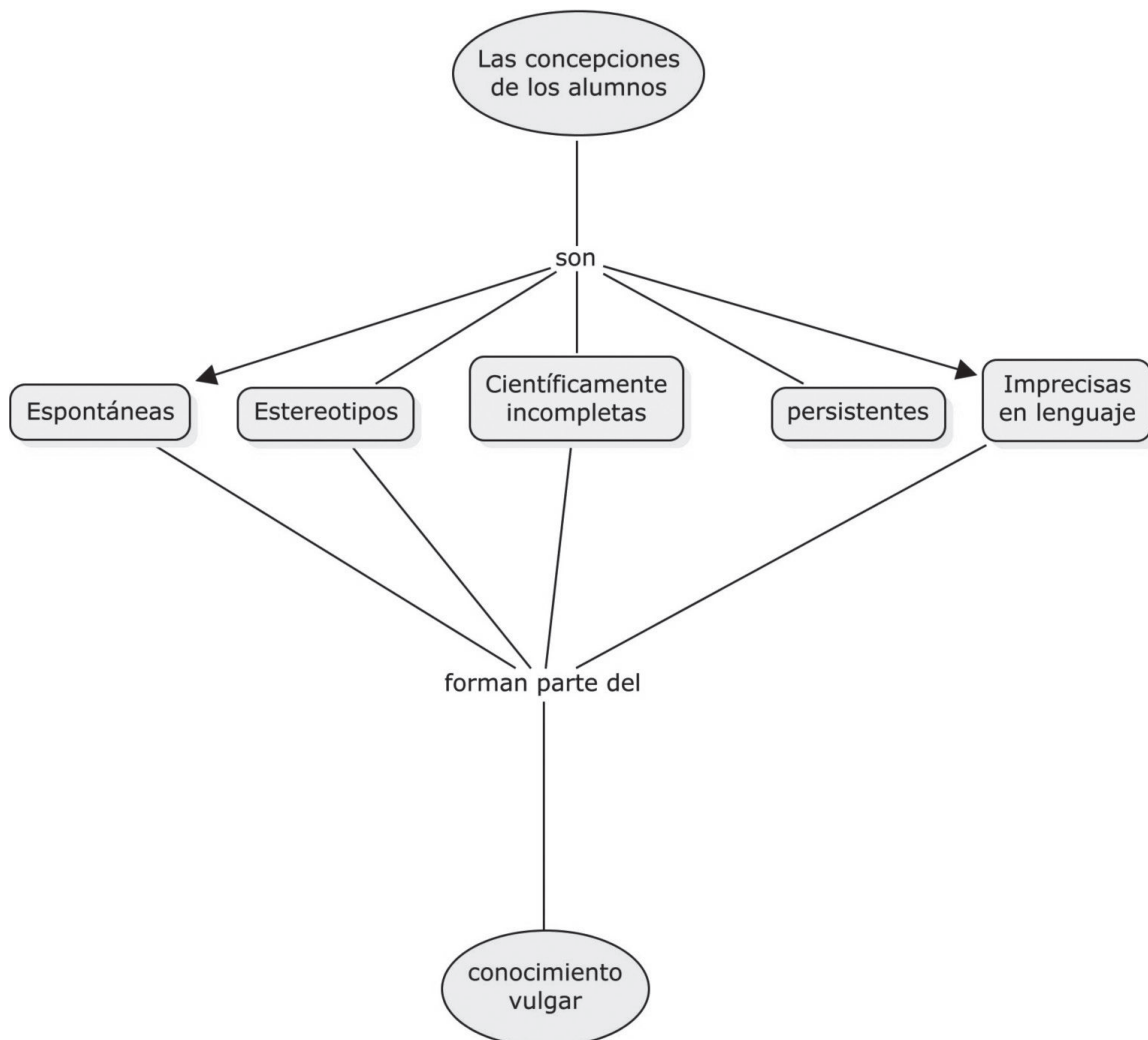 Las concepciones
de los alumnos
son
Espontáneas
Estereotipos
Científicamente
incompletas
persistentes
Imprecisas
en lenguaje
forman parte del
conocimiento
vulgar